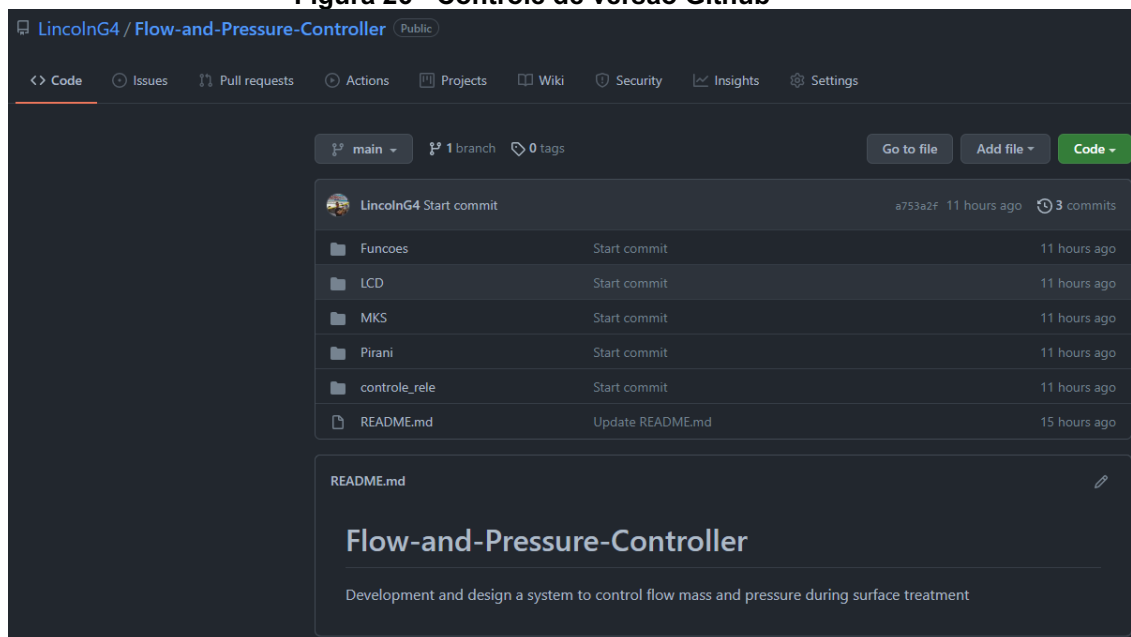 Figura 26 - Controle de versão Github
LincolnG4 / Flow-and-Pressure-Controller Public
Code Issues Pull requests Actions Projects Wiki Security Insights Settings
main 1 branch 0 tags Go to file Add file Code
LincolnG4 Start commit a753a2f 11 hours ago 3 commits
Funcoes Start commit 11 hours ago
LCD Start commit 11 hours ago
MKS Start commit 11 hours ago
Pirani Start commit 11 hours ago
controle_rele Start commit 11 hours ago
README.md Update README.md 15 hours ago
README.md
Flow-and-Pressure-Controller
Development and design a system to control flow mass and pressure during surface treatment